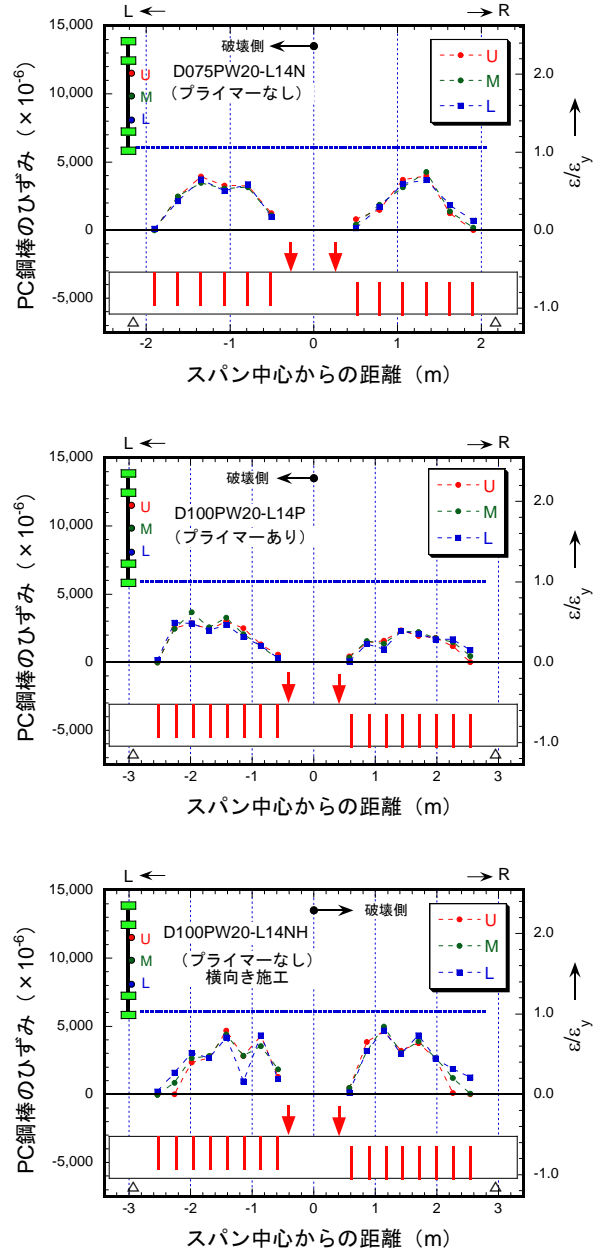 L ← → R
15,000
10,000
5,000
0
-5,000
2.0
1.0
0.0
-1.0
破壊側
D075PW20-L14N
(プライマーなし)
U
M
L
U
M
L
PC鋼棒のひずみ(×10-6)
ε/εy
-2 -1 0 1 2
スパン中心からの距離(m)
L ← → R
15,000
10,000
5,000
0
-5,000
2.0
1.0
0.0
-1.0
破壊側
D100PW20-L14P
(プライマーあり)
U
M
L
U
M
L
PC鋼棒のひずみ(×10-6)
ε/εy
-3 -2 -1 0 1 2 3
スパン中心からの距離(m)
L ← → R
15,000
10,000
5,000
0
-5,000
2.0
1.0
0.0
-1.0
破壊側
D100PW20-L14NH
(プライマーなし)
横向き施工
U
M
L
U
M
L
PC鋼棒のひずみ(×10-6)
ε/εy
-3 -2 -1 0 1 2 3
スパン中心からの距離(m)